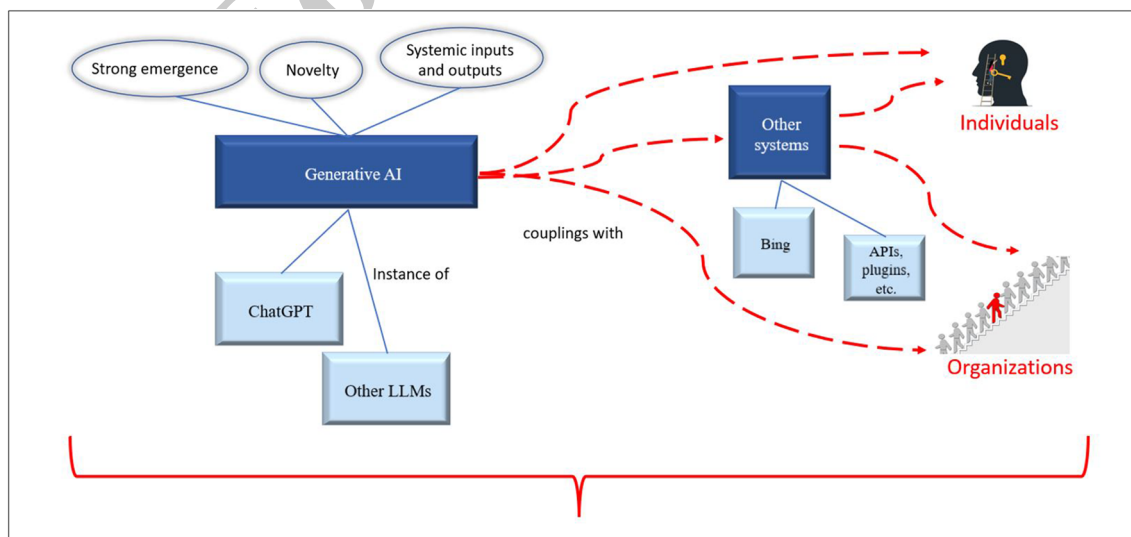 Strong emergence
Novelty
Systemic inputs
and outputs
Generative AI
Other
systems
Individuals
couplings with
Bing
APIs,
plugins,
etc.
Instance of
ChatGPT
Other LLMs
Organizations